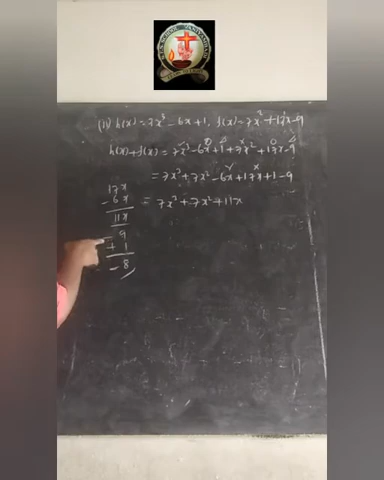 (ii) h(x) = 7x³ - 6x + 1, f(x) = 7x² + 17x - 9
h(x) + f(x) = 7x³ - 6x + 1 + 7x² + 17x - 9
= 7x³ + 7x² - 6x + 17x + 1 - 9
= 7x³ + 7x² + 11x
17x
- 6x
11x
9
+ 1
- 8